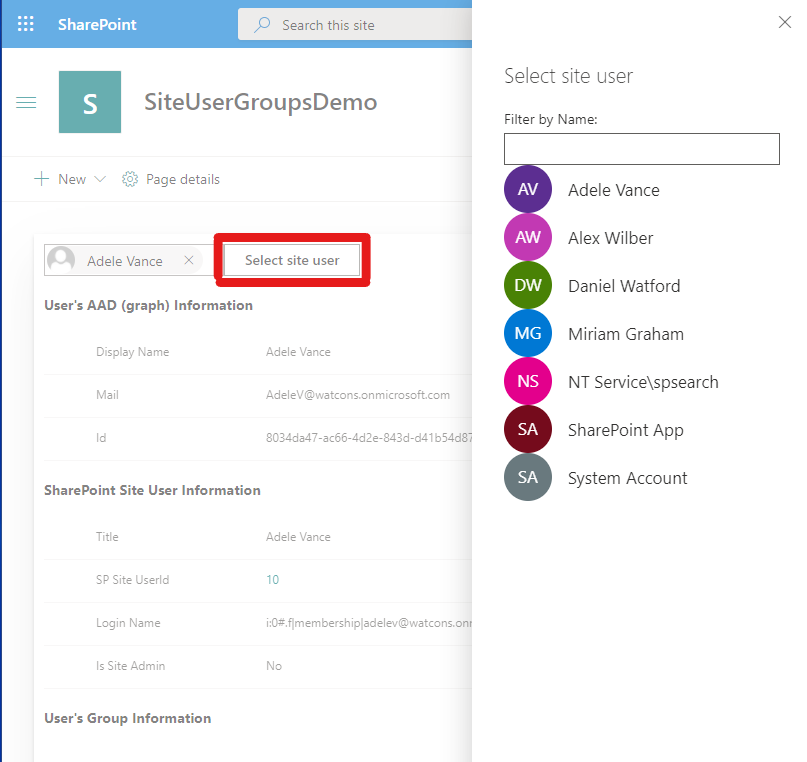 SharePoint
Search this site
S
SiteUserGroupsDemo
New
Page details
Adele Vance
Select site user
User's AAD (graph) Information
Display Name Adele Vance
Mail AdeleV@watcons.onmicrosoft.com
Id 8034da47-ac66-4d2e-843d-d41b54d87
SharePoint Site User Information
Title Adele Vance
SP Site UserId 10
Login Name i:0#.f|membership|adelev@watcons.onn
Is Site Admin No
User's Group Information
Select site user
Filter by Name:
AV Adele Vance
AW Alex Wilber
DW Daniel Watford
MG Miriam Graham
NS NT Service\spsearch
SA SharePoint App
SA System Account